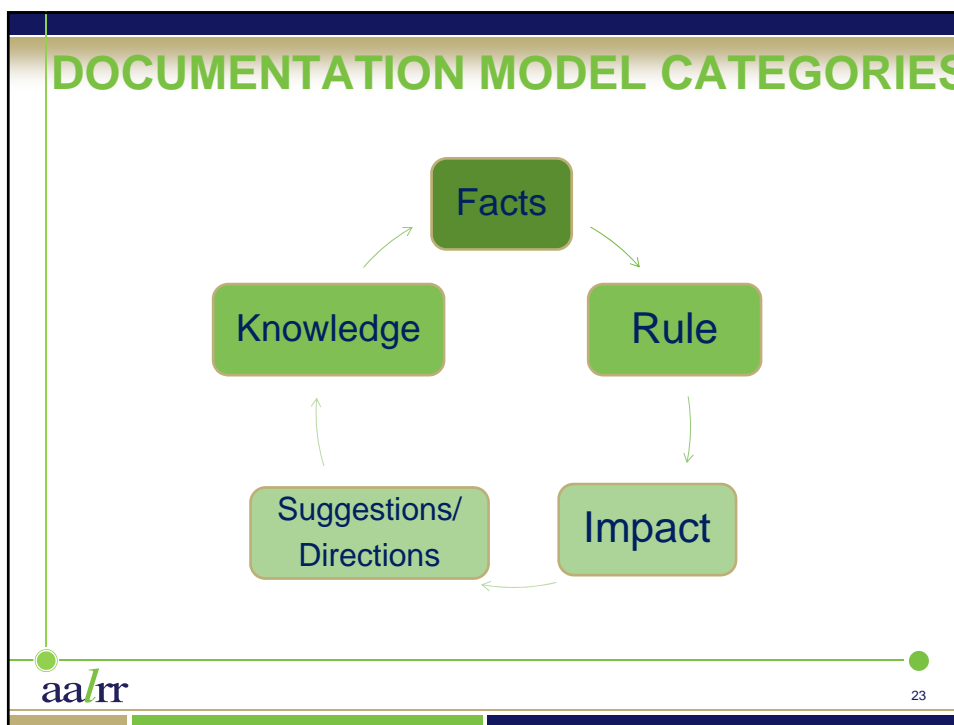 DOCUMENTATION MODEL CATEGORIES
Facts
Rule
Impact
Suggestions/
Directions
Knowledge
aalrr
23